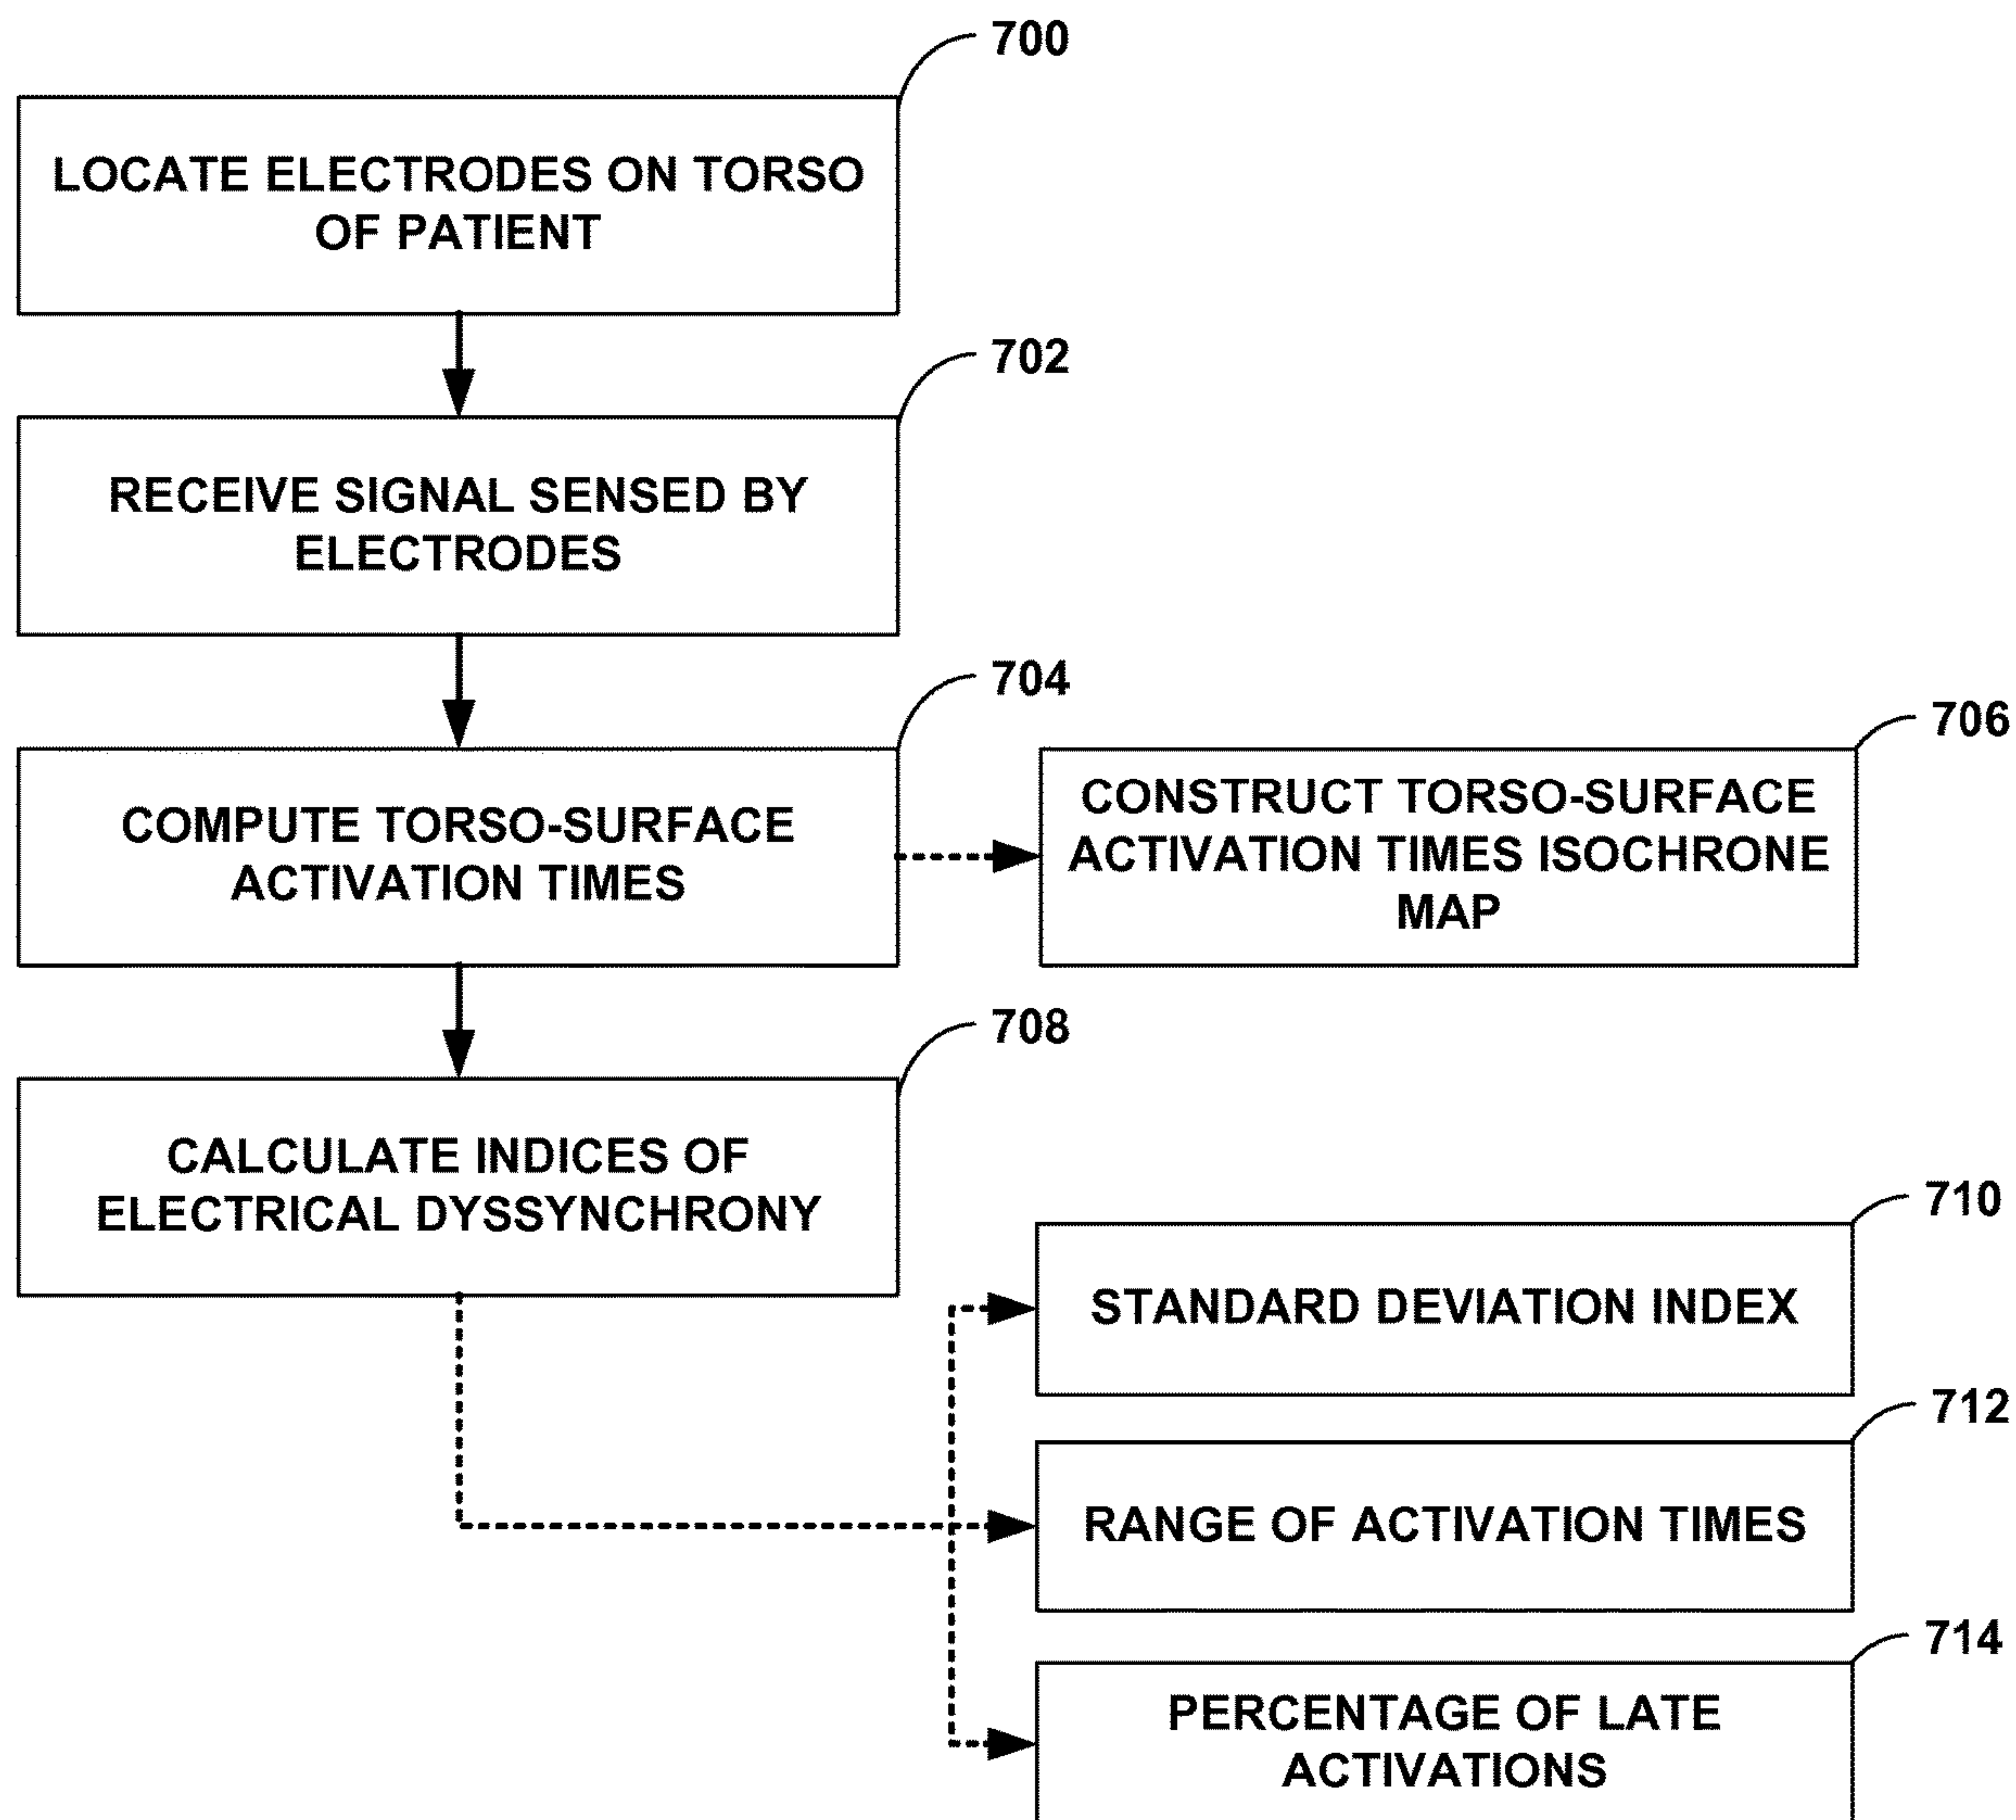 700
LOCATE ELECTRODES ON TORSO
OF PATIENT
702
RECEIVE SIGNAL SENSED BY
ELECTRODES
704
COMPUTE TORSO-SURFACE
ACTIVATION TIMES
706
CONSTRUCT TORSO-SURFACE
ACTIVATION TIMES ISOCHRONE
MAP
708
CALCULATE INDICES OF
ELECTRICAL DYSSYNCHRONY
710
STANDARD DEVIATION INDEX
712
RANGE OF ACTIVATION TIMES
714
PERCENTAGE OF LATE
ACTIVATIONS